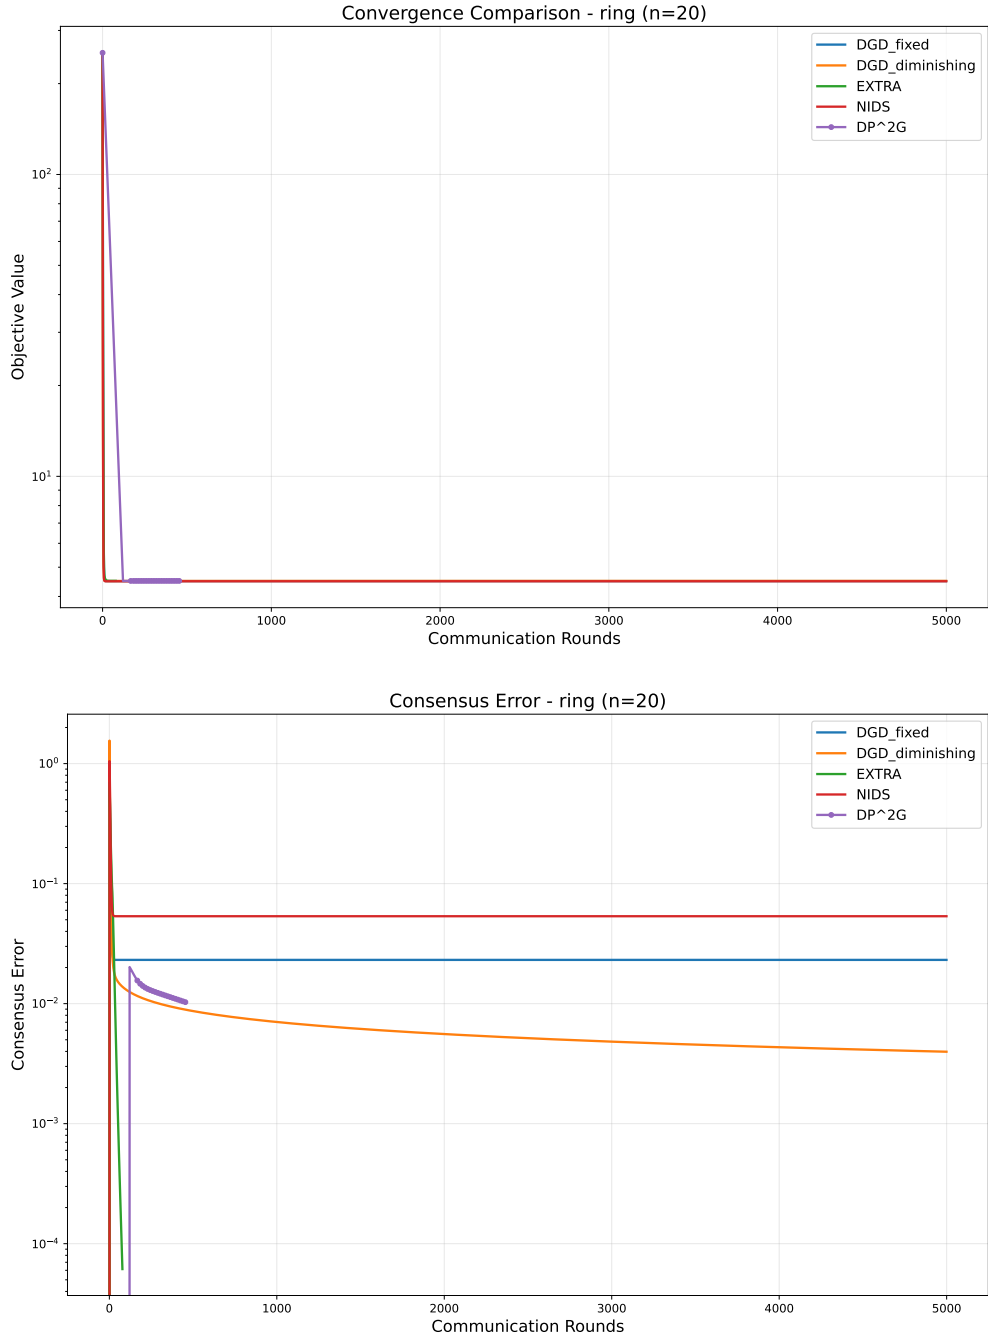 Convergence Comparison - ring (n=20)
DGD_fixed
DGD_diminishing
EXTRA
NIDS
DP^2G
10²
10¹
Objective Value
0 1000 2000 3000 4000 5000
Communication Rounds
Consensus Error - ring (n=20)
DGD_fixed
DGD_diminishing
EXTRA
NIDS
DP^2G
10⁰
10⁻¹
10⁻²
10⁻³
10⁻⁴
Consensus Error
0 1000 2000 3000 4000 5000
Communication Rounds